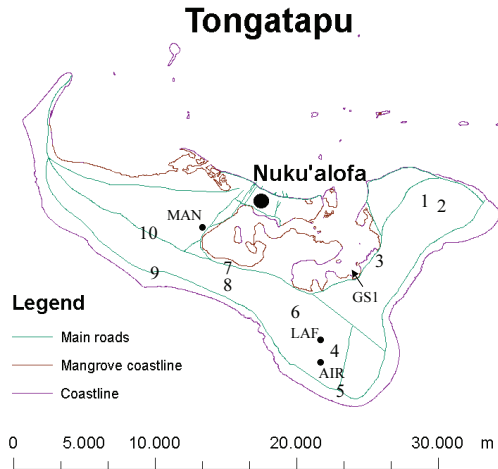 Tongatapu
Nuku'alofa
1
2
MAN
10
3
7
9
8
GS1
Legend
6
Main roads
LAF
4
Mangrove coastline
AIR
5
Coastline
0 5.000 10.000 20.000 30.000 m